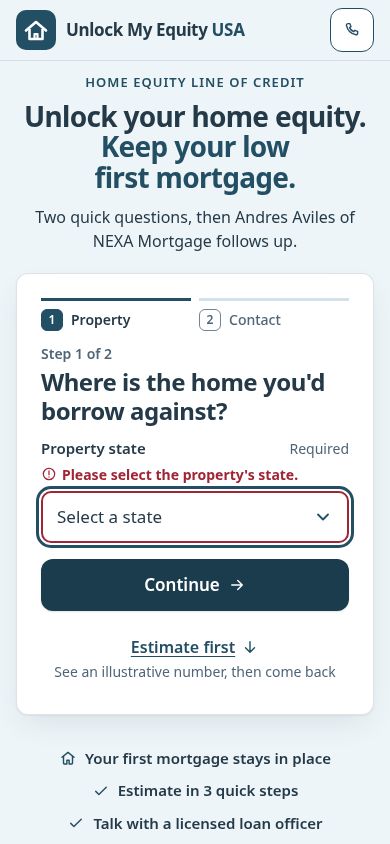 Unlock My Equity USA
HOME EQUITY LINE OF CREDIT
Unlock your home equity.
Keep your low
first mortgage.
Two quick questions, then Andres Aviles of
NEXA Mortgage follows up.
1 Property
2 Contact
Step 1 of 2
Where is the home you'd
borrow against?
Property state Required
Please select the property's state.
Select a state
Continue →
Estimate first ↓
See an illustrative number, then come back
Your first mortgage stays in place
Estimate in 3 quick steps
Talk with a licensed loan officer